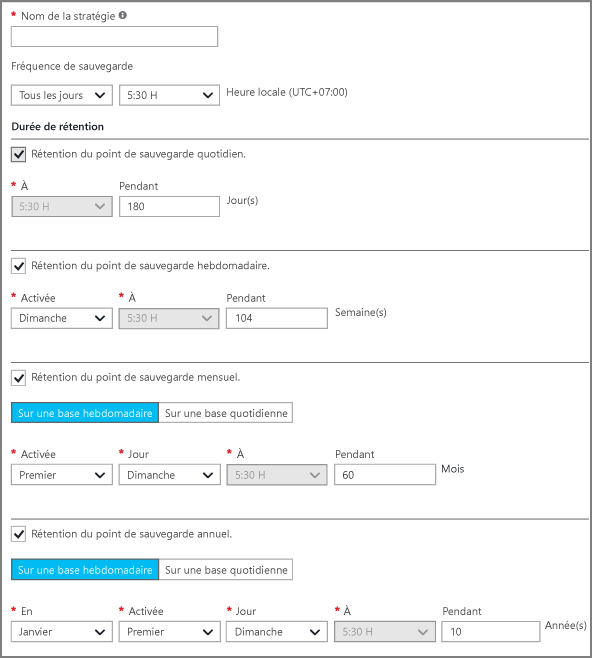 * Nom de la stratégie
Fréquence de sauvegarde
Tous les jours 5:30 H Heure locale (UTC+07:00)
Durée de rétention
Rétention du point de sauvegarde quotidien.
* À Pendant
5:30 H 180 Jour(s)
Rétention du point de sauvegarde hebdomadaire.
* Activée * À Pendant
Dimanche 5:30 H 104 Semaine(s)
Rétention du point de sauvegarde mensuel.
Sur une base hebdomadaire Sur une base quotidienne
* Activée * Jour * À Pendant
Premier Dimanche 5:30 H 60 Mois
Rétention du point de sauvegarde annuel.
Sur une base hebdomadaire Sur une base quotidienne
* En * Activée * Jour * À Pendant
Janvier Premier Dimanche 5:30 H 10 Année(s)